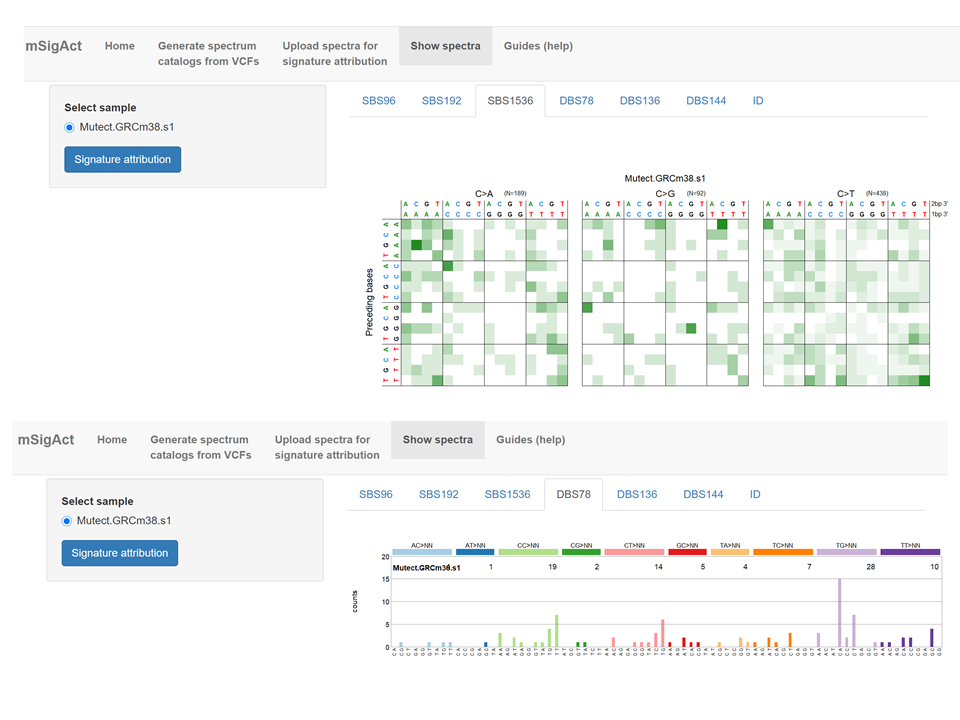 mSigAct Home Generate spectrum catalogs from VCFs Upload spectra for signature attribution Show spectra Guides (help)
Select sample
Mutect.GRCm38.s1
Signature attribution
SBS96 SBS192 SBS1536 DBS78 DBS136 DBS144 ID
Mutect.GRCm38.s1
C>A (N=189) C>G (N=92) C>T (N=438)
A C G T A C G T A C G T A C G T A C G T A C G T A C G T A C G T A C G T A C G T A C G T A C G T 2bp 3'
A A A A C C C C G G G G T T T T A A A A C C C C G G G G T T T T A A A A C C C C G G G G T T T T 1bp 3'
Preceding bases
A A
C A
G A
T A
A C
C C
G C
T C
A G
C G
G G
T G
A T
C T
G T
T T
mSigAct Home Generate spectrum catalogs from VCFs Upload spectra for signature attribution Show spectra Guides (help)
Select sample
Mutect.GRCm38.s1
Signature attribution
SBS96 SBS192 SBS1536 DBS78 DBS136 DBS144 ID
AC>NN AT>NN CC>NN CG>NN CT>NN GC>NN TA>NN TC>NN TG>NN TT>NN
20
Mutect.GRCm38.s1 1 19 2 14 5 4 7 28 10
15
counts
10
5
0